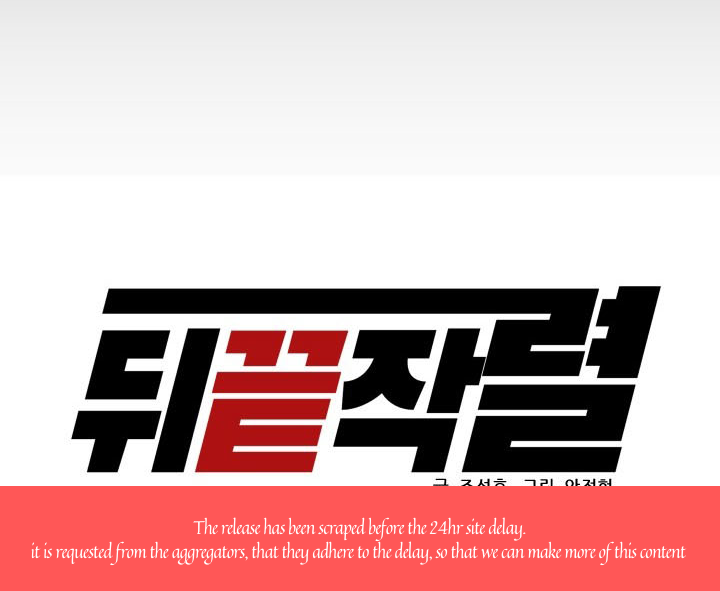 뒤끝작렬
글 조석호 그림 안정현
The release has been scraped before the 24hr site delay.
it is requested from the aggregators, that they adhere to the delay, so that we can make more of this content